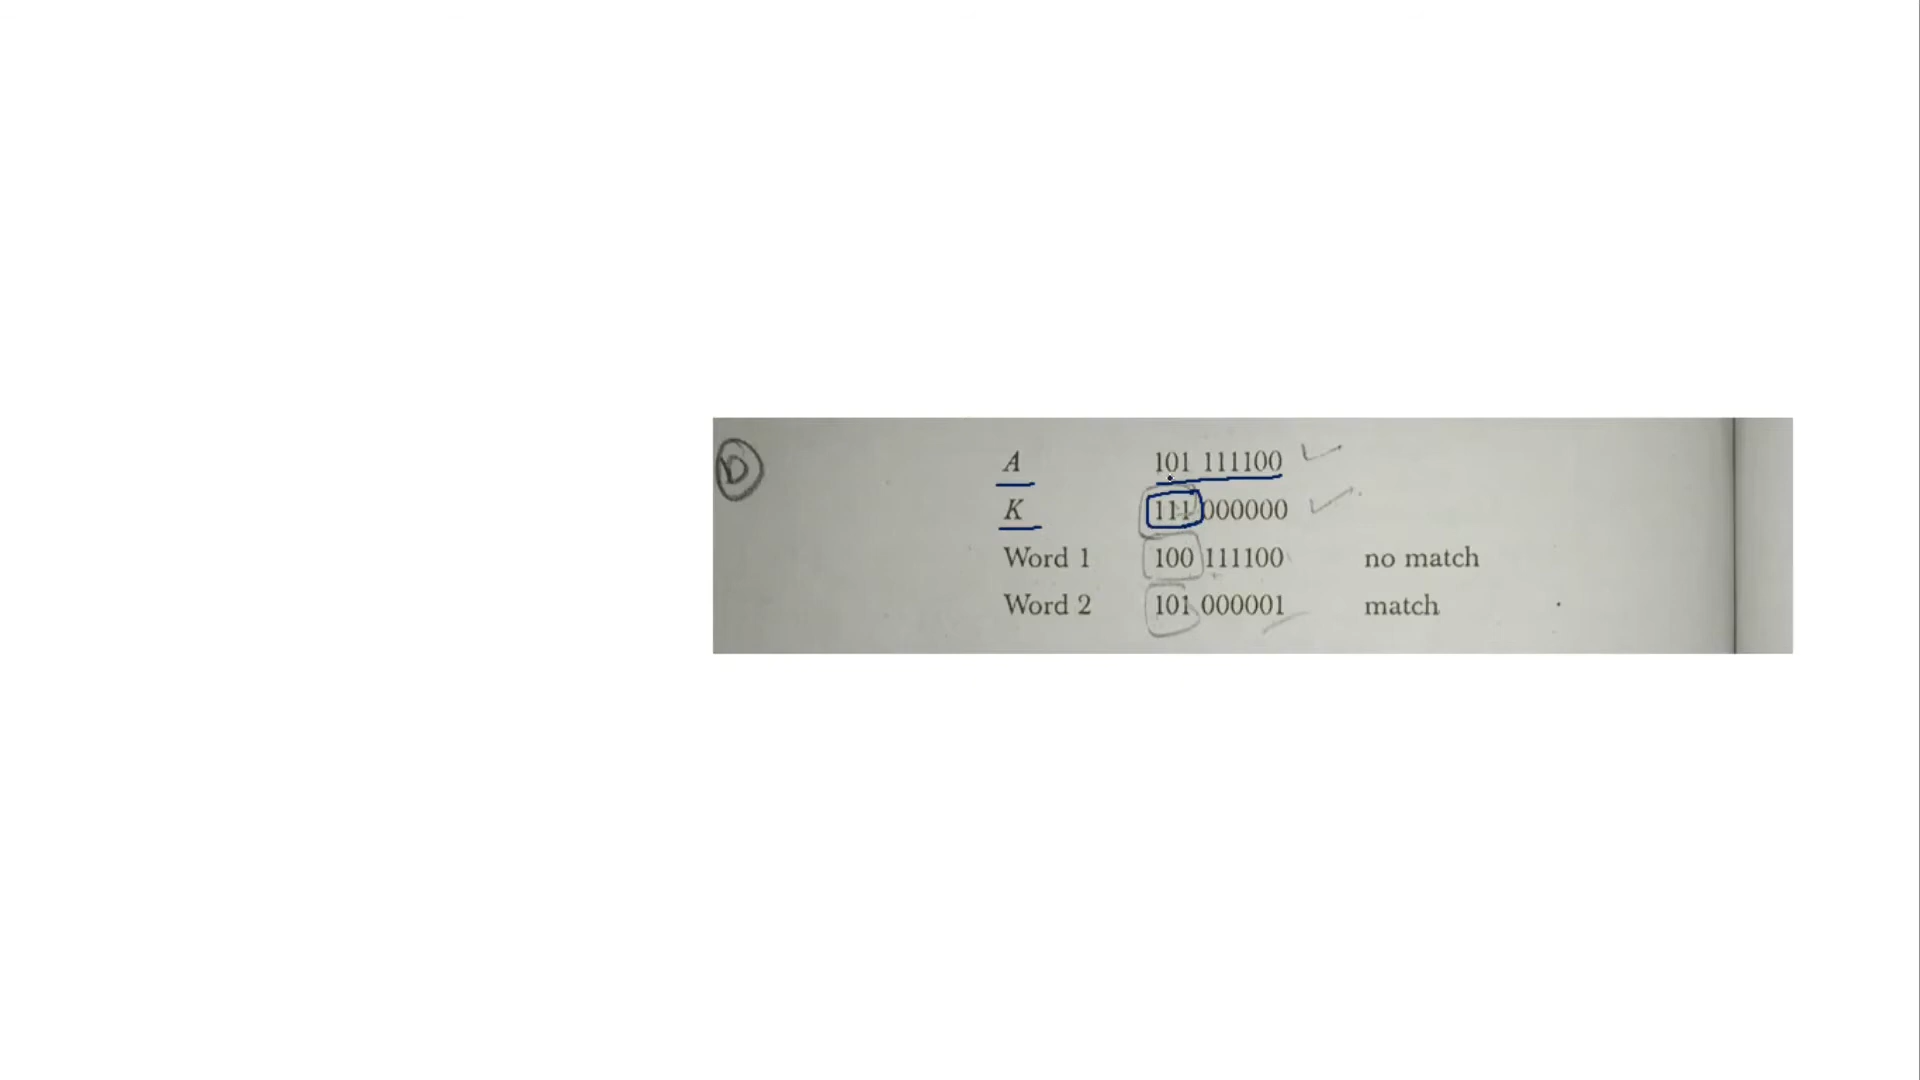 D
A 101 111100
K 111 000000
Word 1 100 111100 no match
Word 2 101 000001 match